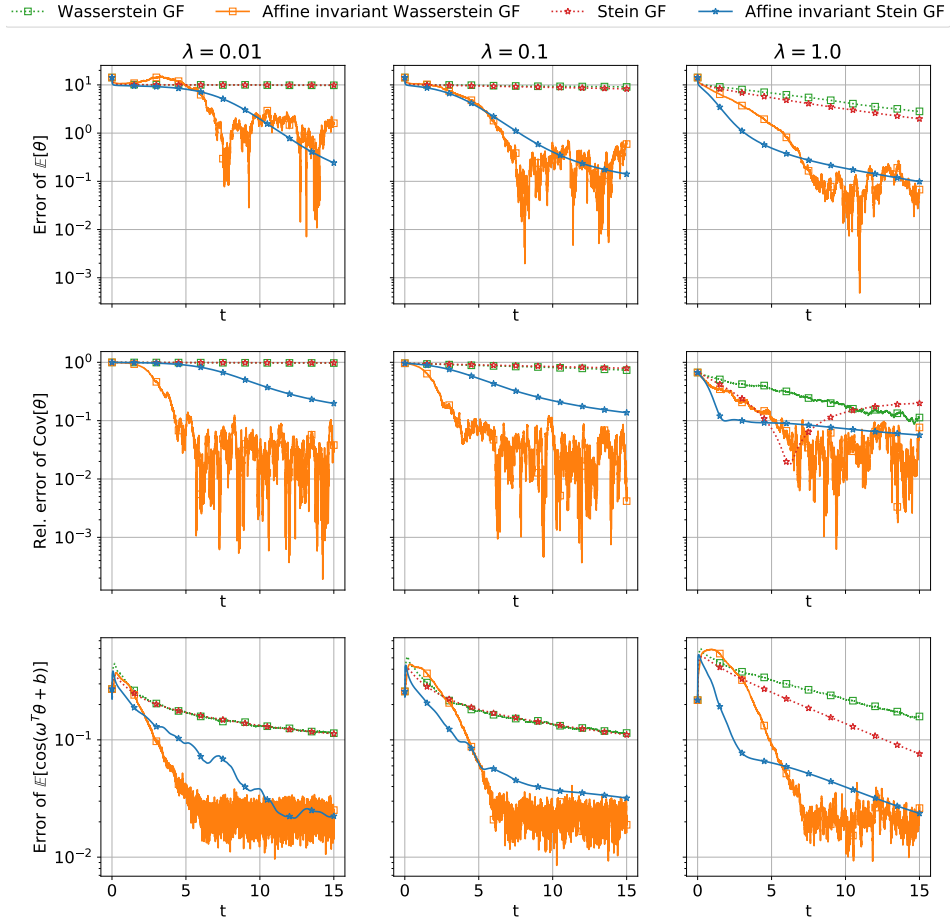 Wasserstein GF Affine invariant Wasserstein GF Stein GF Affine invariant Stein GF
λ = 0.01 λ = 0.1 λ = 1.0
Error of 𝔼[θ]
10¹
10⁰
10⁻¹
10⁻²
10⁻³
t t t
Rel. error of Cov[θ]
10⁰
10⁻¹
10⁻²
10⁻³
t t t
Error of 𝔼[cos(ωᵀθ + b)]
10⁻¹
10⁻²
0 5 10 15 0 5 10 15 0 5 10 15
t t t